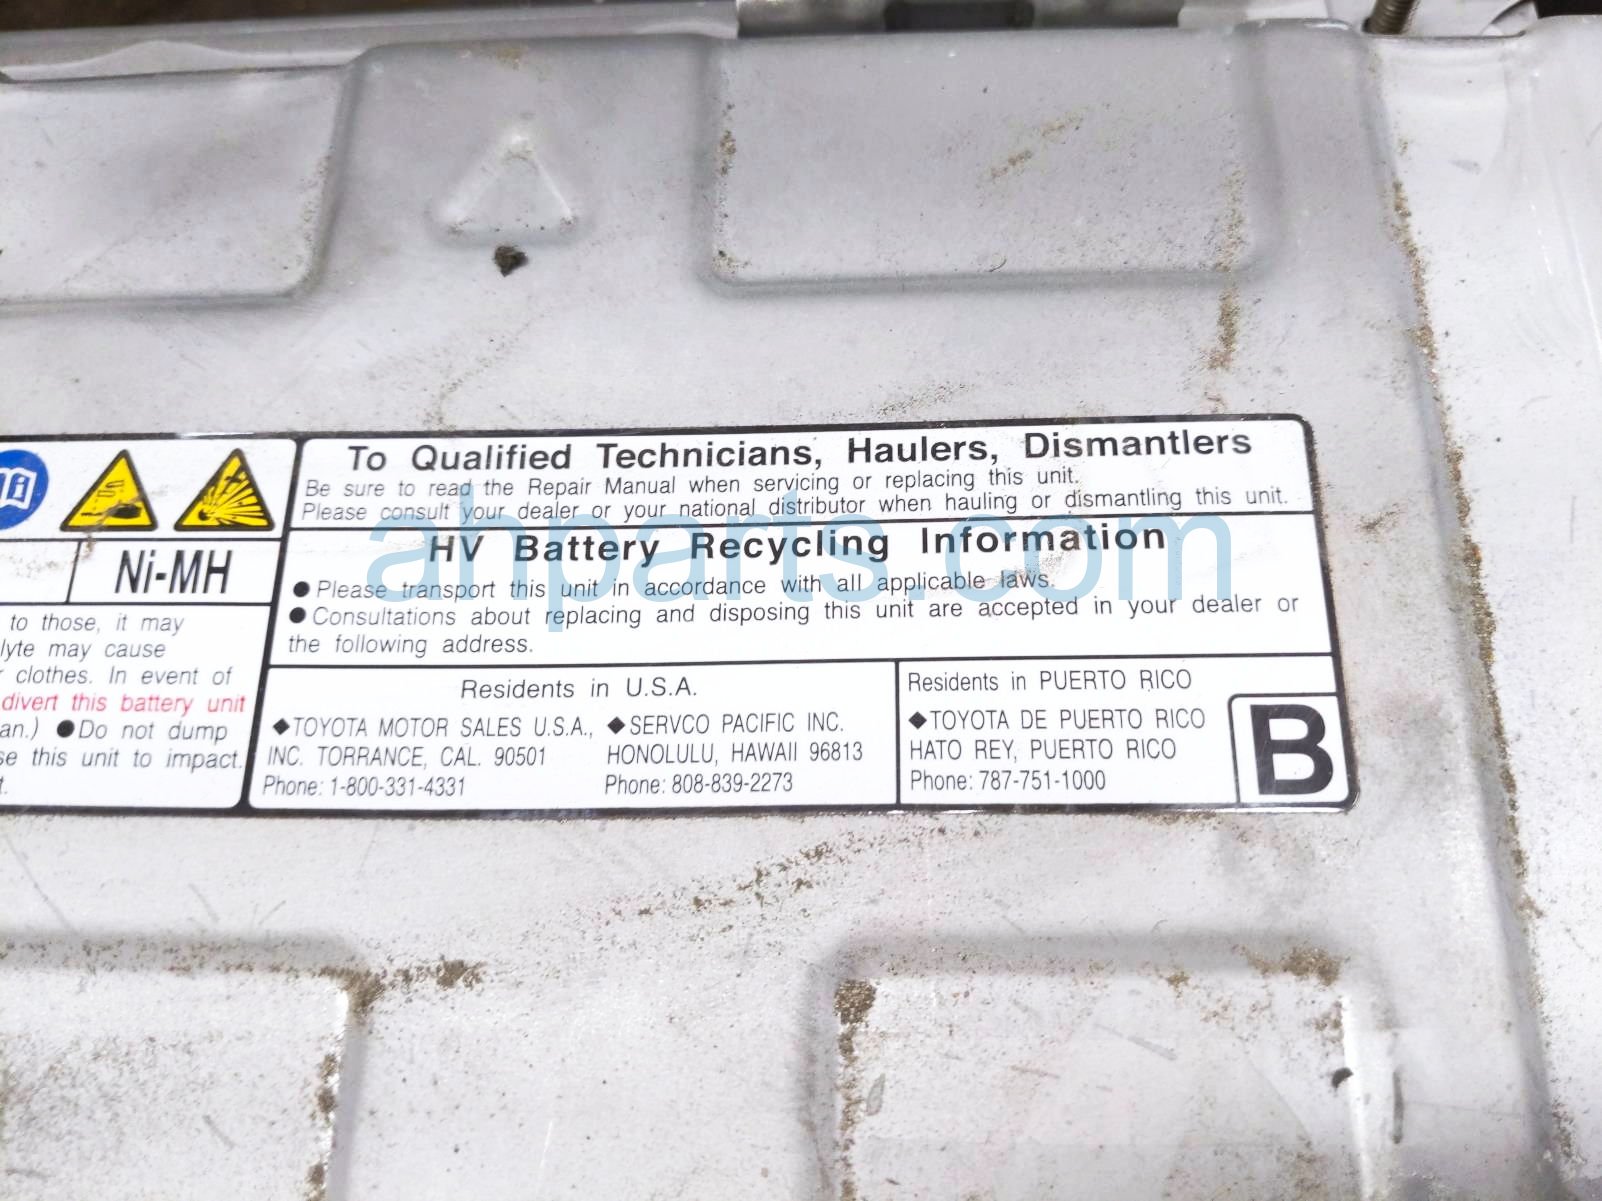 Ni-MH
to those, it may
lyte may cause
clothes. In event of
divert this battery unit
an.) ●Do not dump
se this unit to impact.
t.
To Qualified Technicians, Haulers, Dismantlers
Be sure to read the Repair Manual when servicing or replacing this unit.
Please consult your dealer or your national distributor when hauling or dismantling this unit.
HV Battery Recycling Information
●Please transport this unit in accordance with all applicable laws.
●Consultations about replacing and disposing this unit are accepted in your dealer or
the following address.
Residents in U.S.A.
◆TOYOTA MOTOR SALES U.S.A.,
INC. TORRANCE, CAL. 90501
Phone: 1-800-331-4331
◆SERVCO PACIFIC INC.
HONOLULU, HAWAII 96813
Phone: 808-839-2273
Residents in PUERTO RICO
◆TOYOTA DE PUERTO RICO
HATO REY, PUERTO RICO
Phone: 787-751-1000
B
ahparts.com